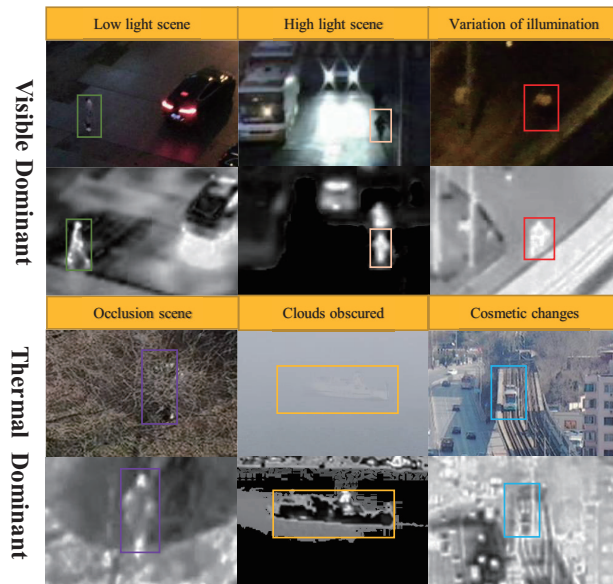 Low light scene
High light scene
Variation of illumination
Visible Dominant
Occlusion scene
Clouds obscured
Cosmetic changes
Thermal Dominant